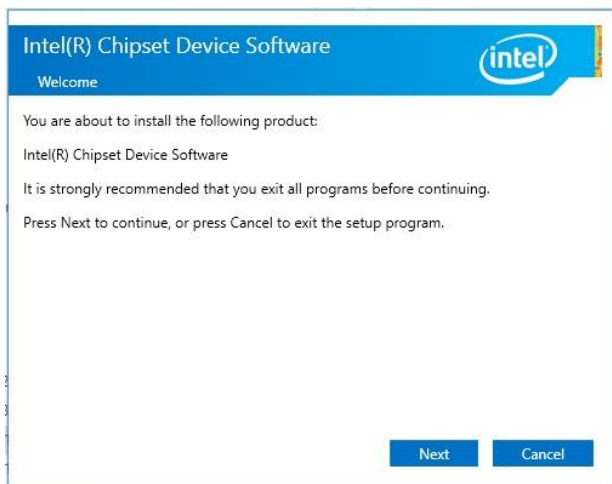 Intel(R) Chipset Device Software
intel
Welcome
You are about to install the following product:
Intel(R) Chipset Device Software
It is strongly recommended that you exit all programs before continuing.
Press Next to continue, or press Cancel to exit the setup program.
Next
Cancel